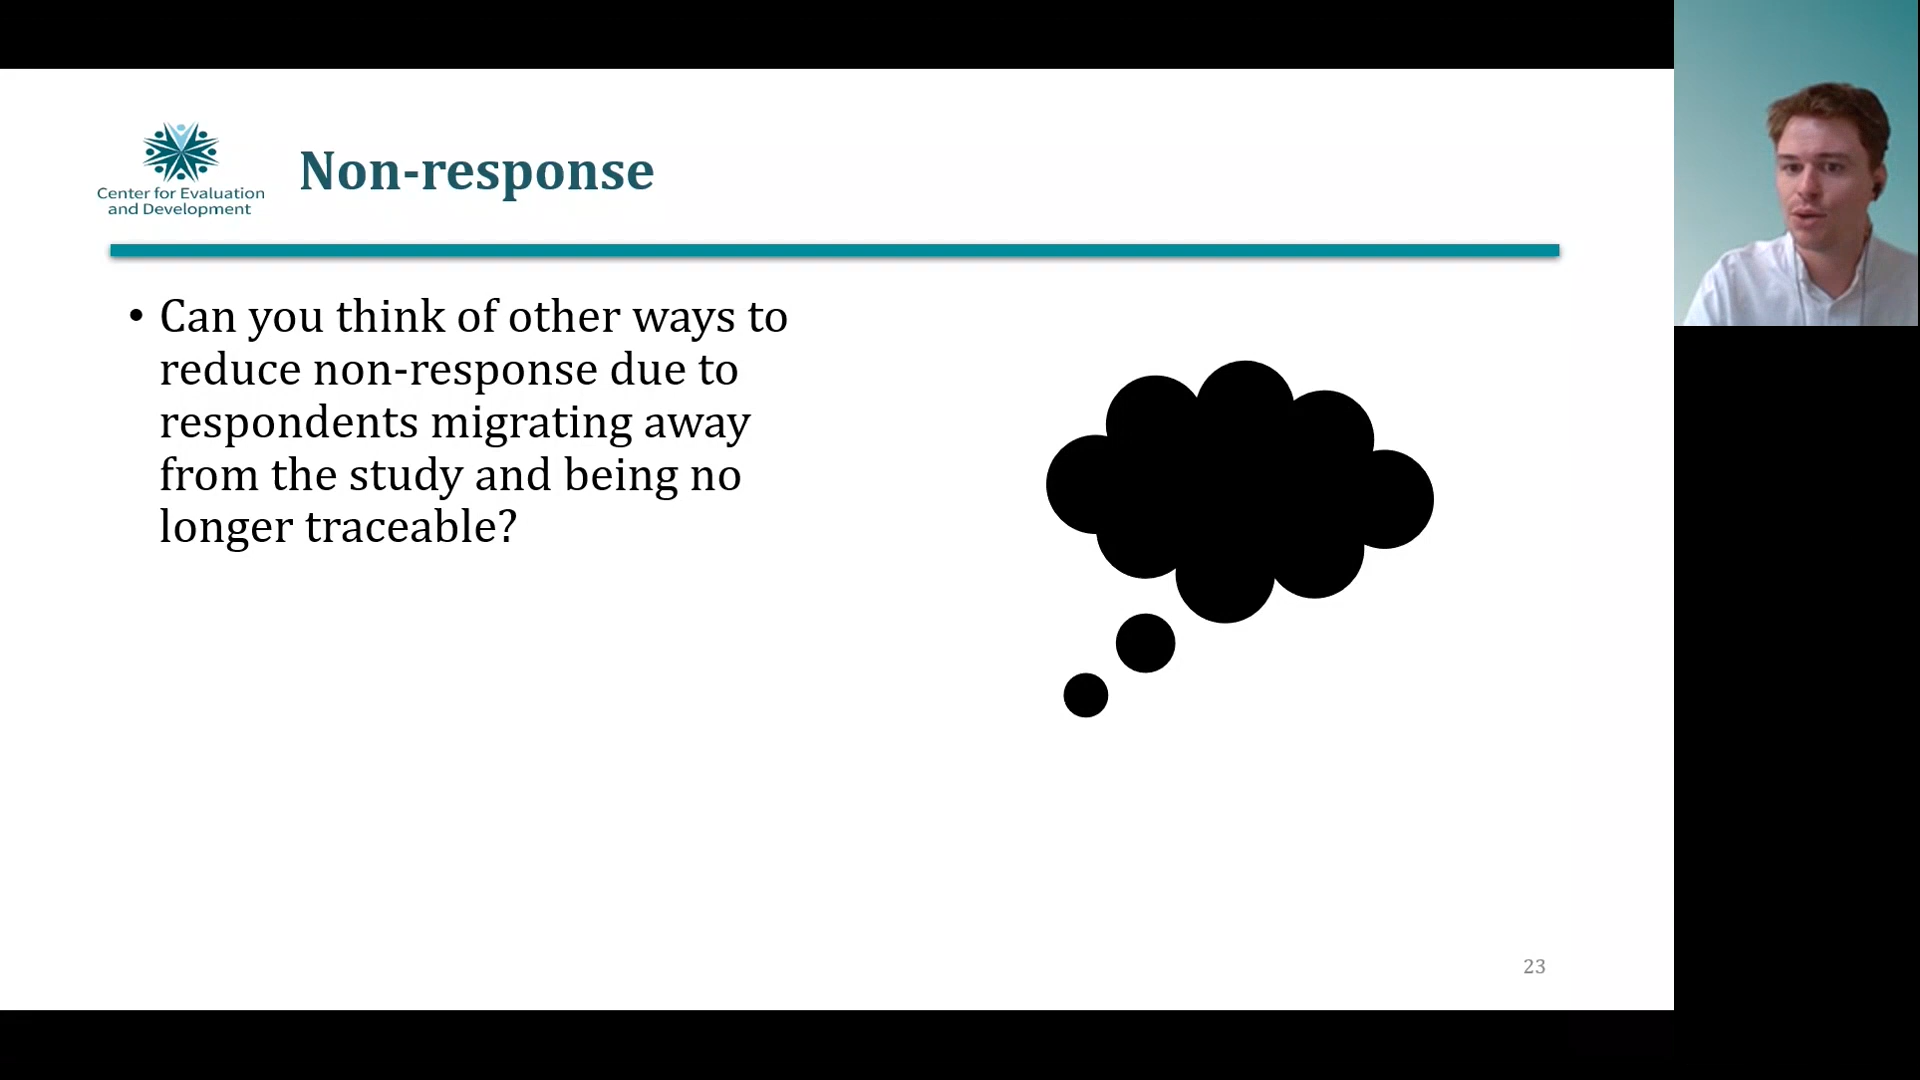 Center for Evaluation
and Development
Non-response
• Can you think of other ways to
reduce non-response due to
respondents migrating away
from the study and being no
longer traceable?
23